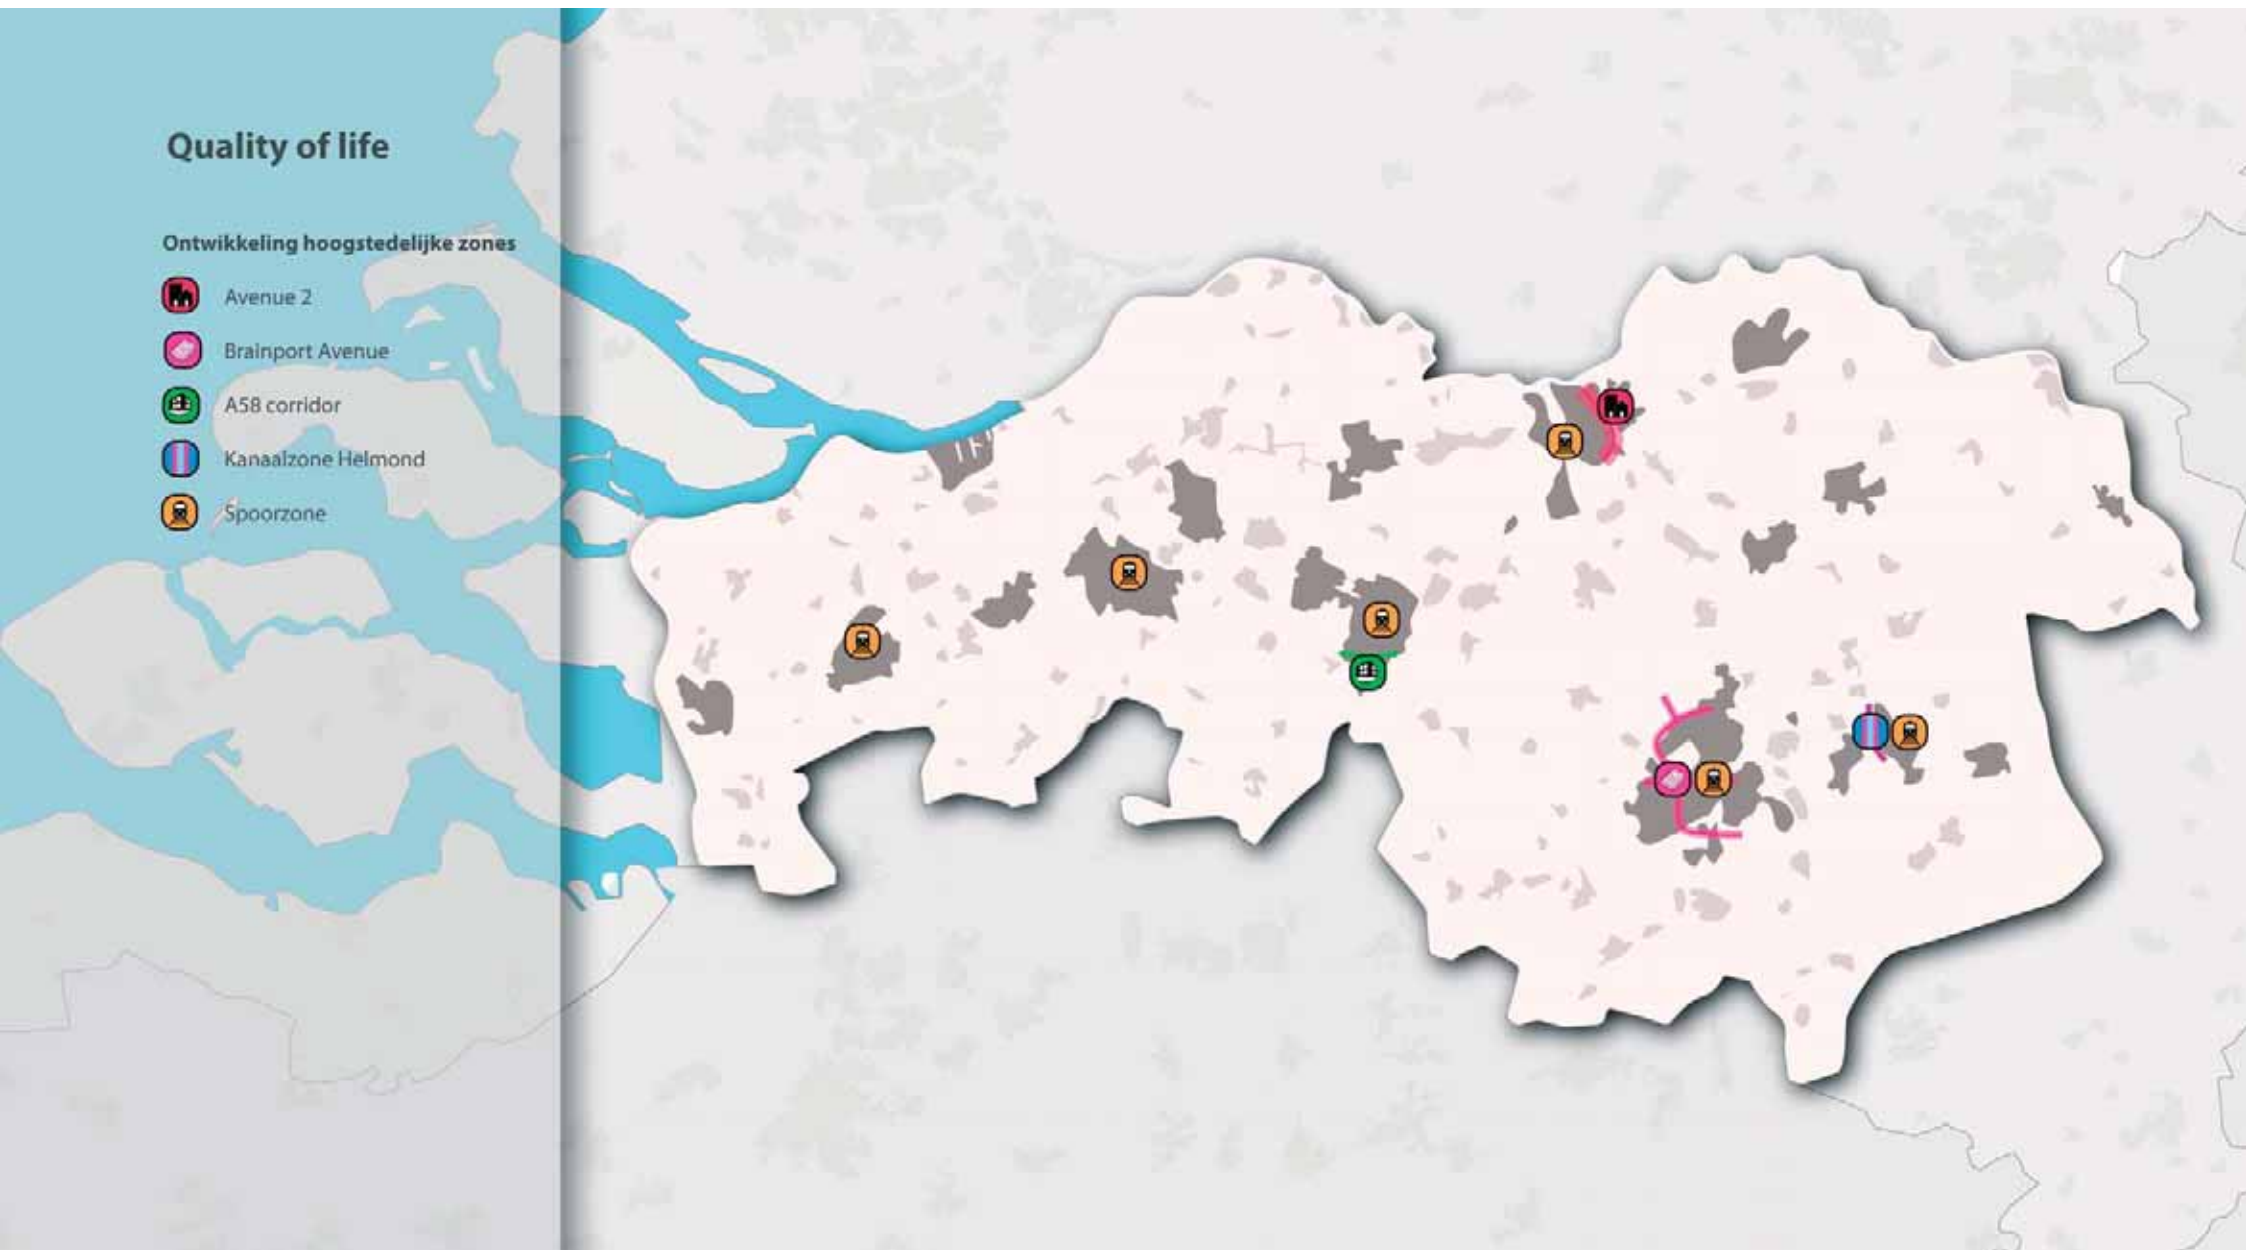 Quality of life
Ontwikkeling hoogstedelijke zones
Avenue 2
Brainport Avenue
A58 corridor
Kanaalzone Helmond
Spoorzone